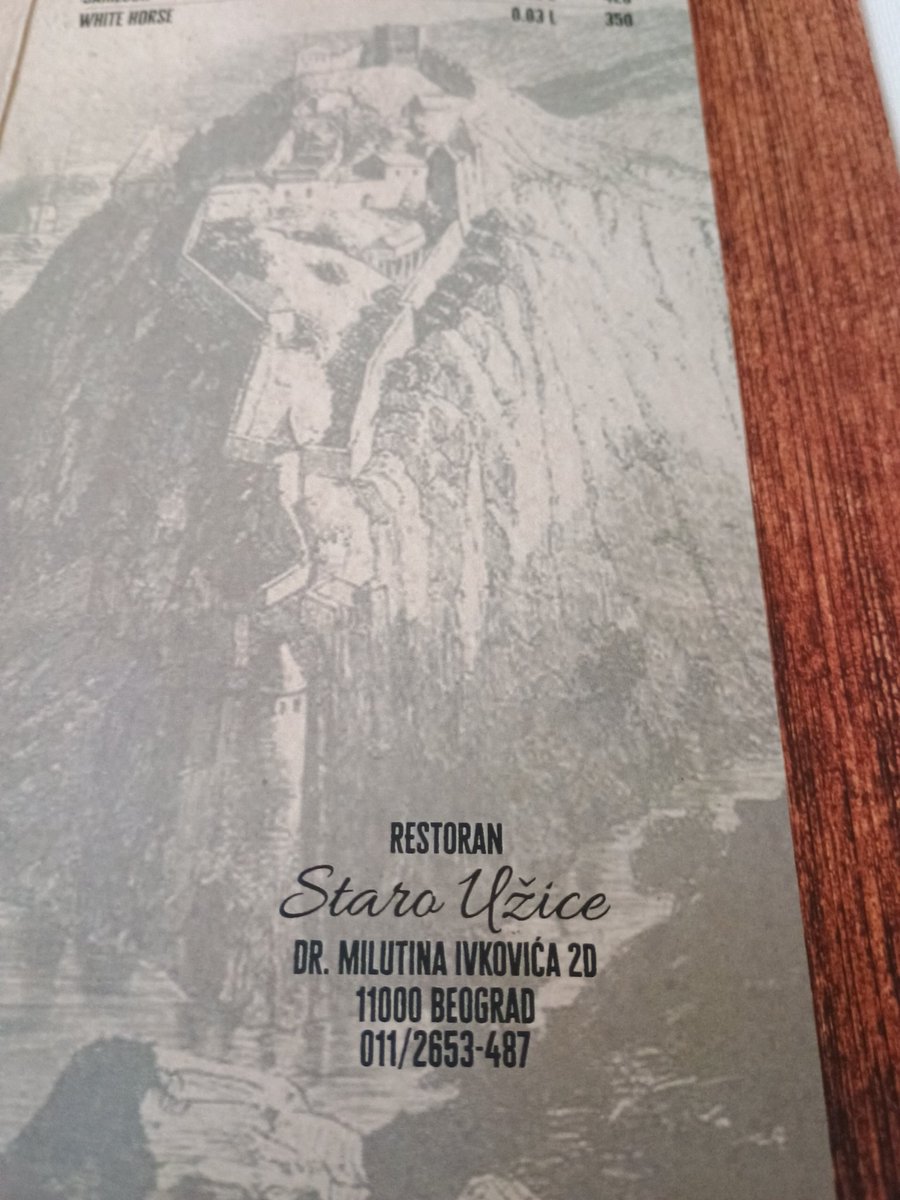 WHITE HORSE 0.03 L 350
RESTORAN
Staro Užice
DR. MILUTINA IVKOVIĆA 2D
11000 BEOGRAD
011/2653-487